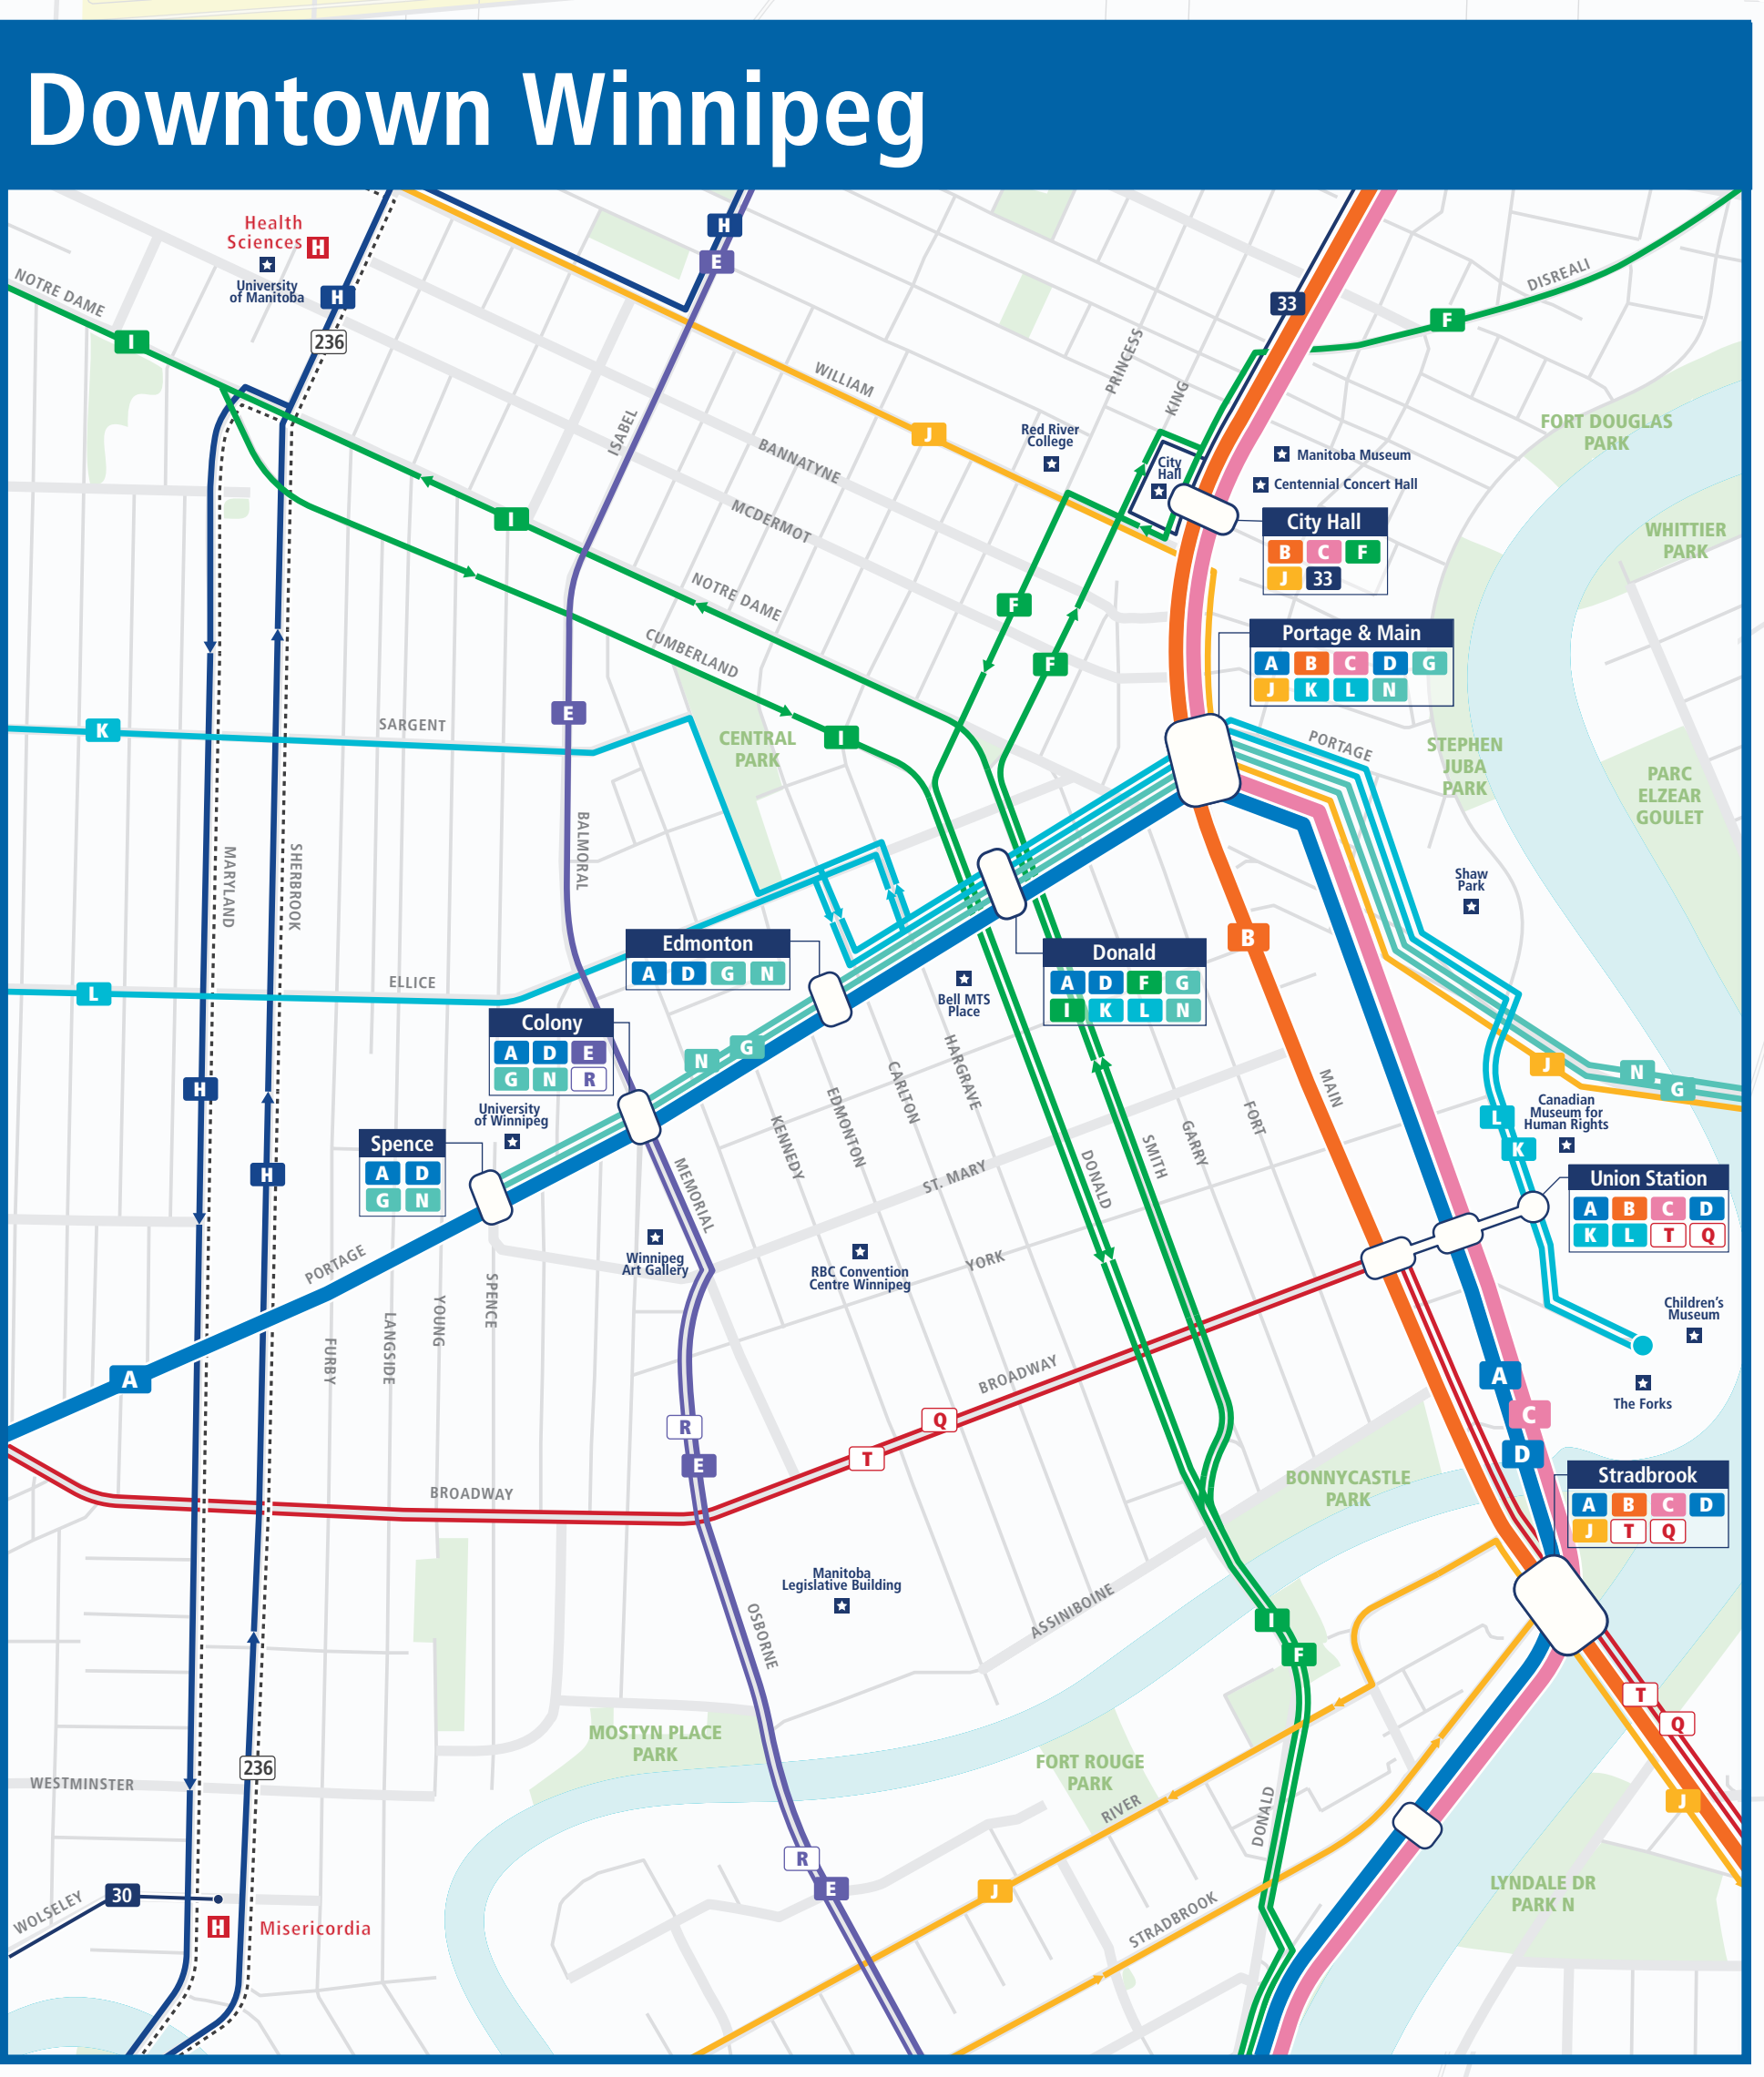 Downtown Winnipeg
Health
Sciences H
University
of Manitoba
H
H
E
NOTRE DAME
I
236
33
DISREALI
F
WILLIAM
PRINCESS
KING
J
ISABEL
BANNATYNE
MCDERMOT
Red River
College
City
Hall
Manitoba Museum
Centennial Concert Hall
FORT DOUGLAS
PARK
WHITTIER
PARK
City Hall
B C F
J 33
I
NOTRE DAME
CUMBERLAND
F
F
Portage & Main
A B C D G
J K L N
K
SARGENT
E
CENTRAL
PARK
I
PORTAGE
STEPHEN
JUBA
PARK
PARC
ELZEAR
GOULET
MARYLAND
SHERBROOK
BALMORAL
Shaw
Park
B
Edmonton
A D G N
Donald
A D F G
I K L N
L
ELLICE
Bell MTS
Place
Colony
A D E
G N R
N
G
HARGRAVE
CARLTON
EDMONTON
KENNEDY
MAIN
FORT
GARRY
SMITH
DONALD
J
N
G
H
University
of Winnipeg
L
K
Canadian
Museum for
Human Rights
Spence
A D
G N
H
MEMORIAL
ST. MARY
Union Station
A B C D
K L T Q
Winnipeg
Art Gallery
RBC Convention
Centre Winnipeg
YORK
PORTAGE
SPENCE
YOUNG
LANGSIDE
FURBY
Children's
Museum
A
BROADWAY
A
C
D
The Forks
R
E
Q
T
BROADWAY
BONNYCASTLE
PARK
Stradbrook
A B C D
J T Q
Manitoba
Legislative Building
OSBORNE
ASSINIBOINE
I
F
T
Q
MOSTYN PLACE
PARK
FORT ROUGE
PARK
236
WESTMINSTER
RIVER
DONALD
J
R
E
J
30
WOLSELEY
H Misericordia
STRADBROOK
LYNDALE DR
PARK N